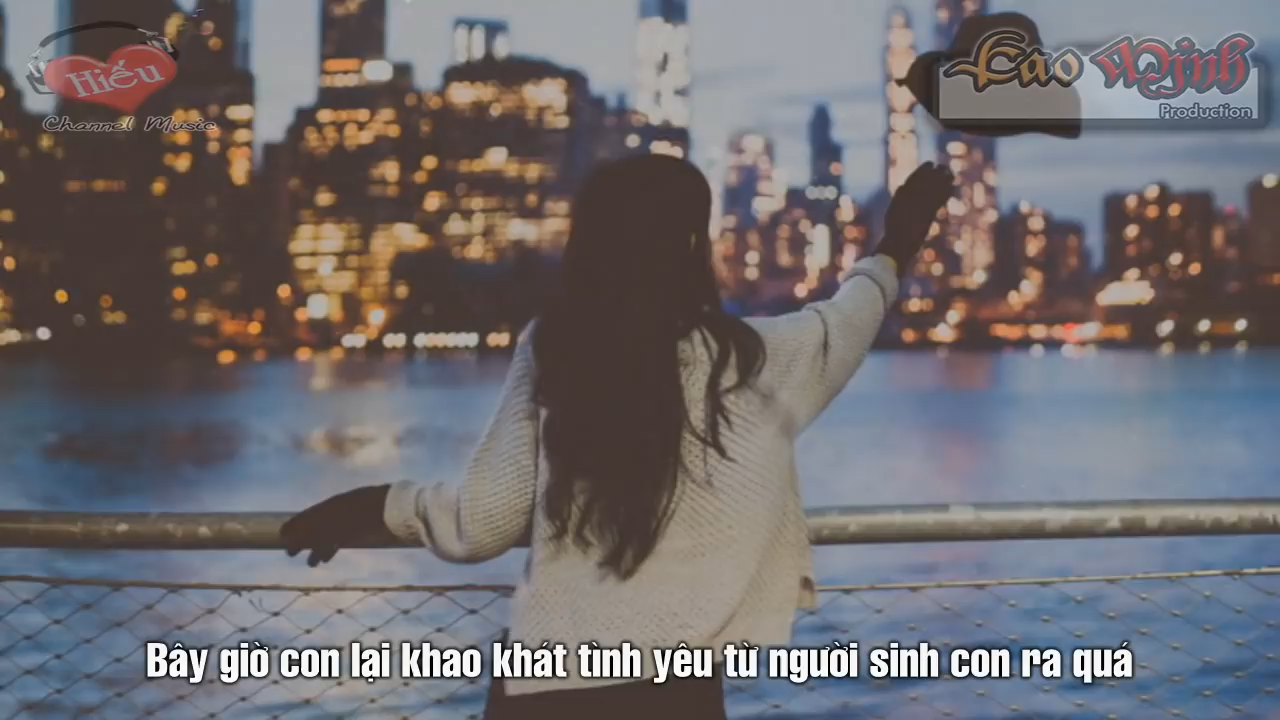 Hiếu
Channel Music
Cao Minh
Production
Bây giờ con lại khao khát tình yêu từ người sinh con ra quá